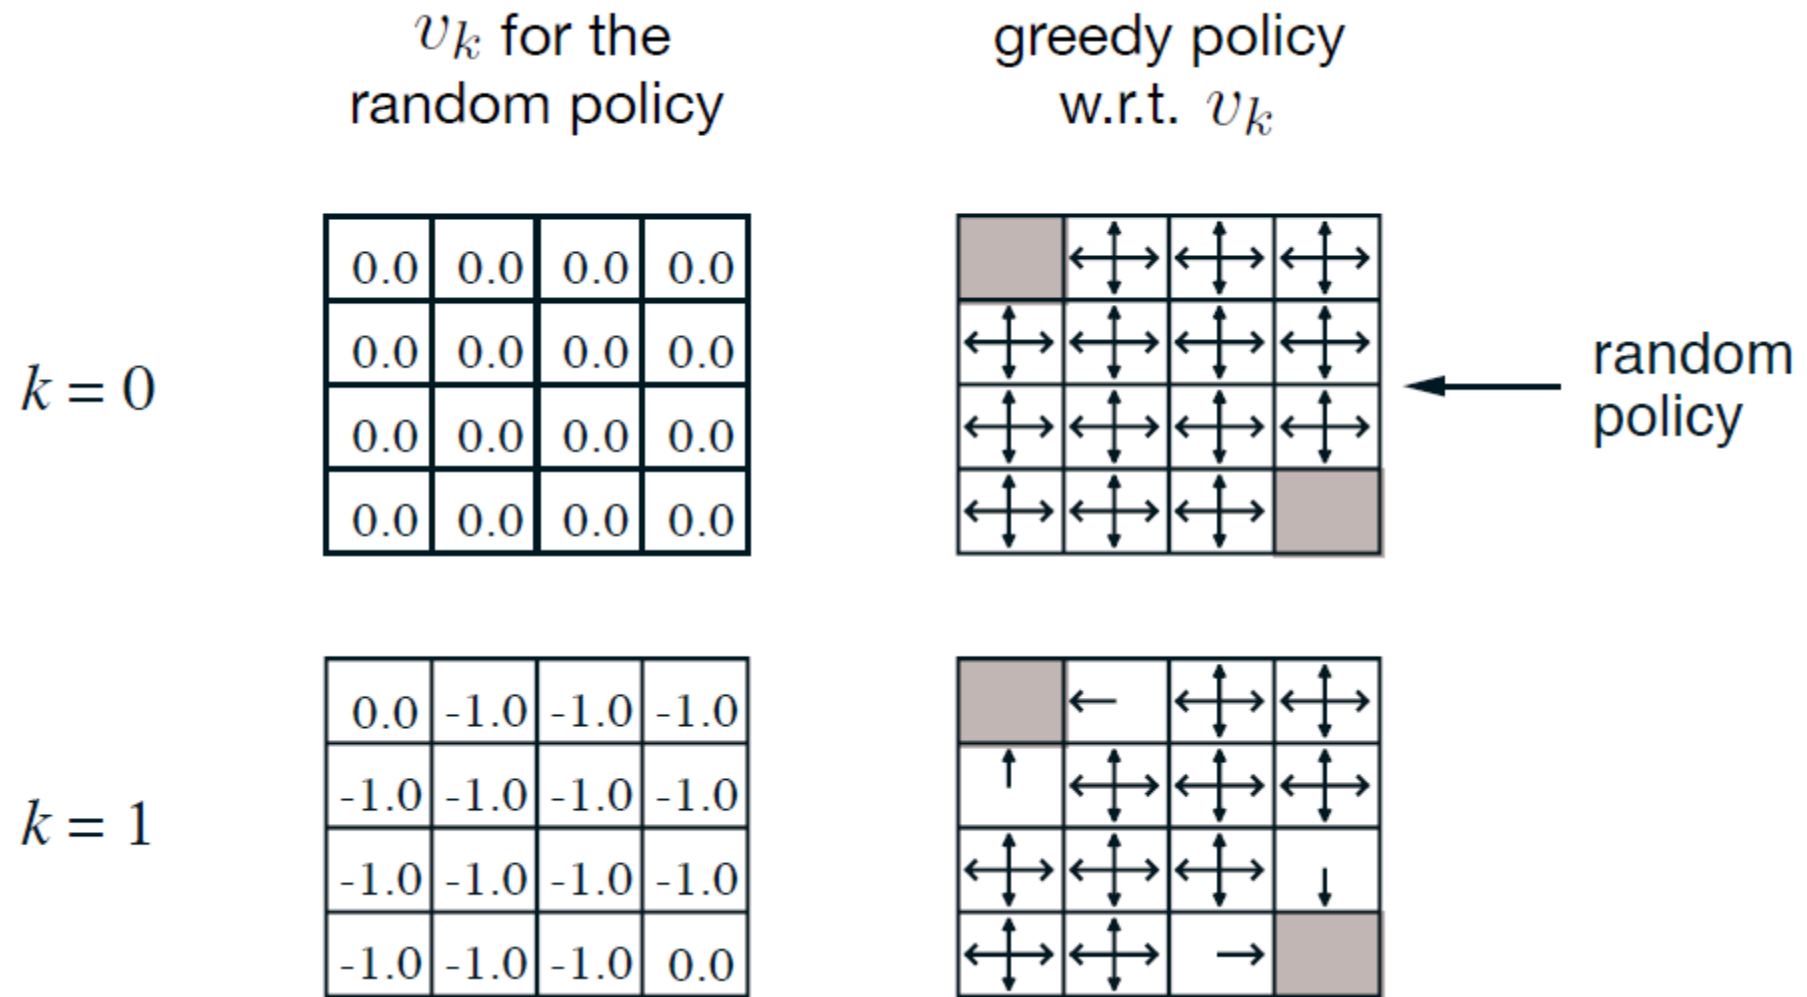 v_k for the
random policy
greedy policy
w.r.t. v_k
k = 0
0.0 0.0 0.0 0.0
0.0 0.0 0.0 0.0
0.0 0.0 0.0 0.0
0.0 0.0 0.0 0.0
random
policy
k = 1
0.0 -1.0 -1.0 -1.0
-1.0 -1.0 -1.0 -1.0
-1.0 -1.0 -1.0 -1.0
-1.0 -1.0 -1.0 0.0